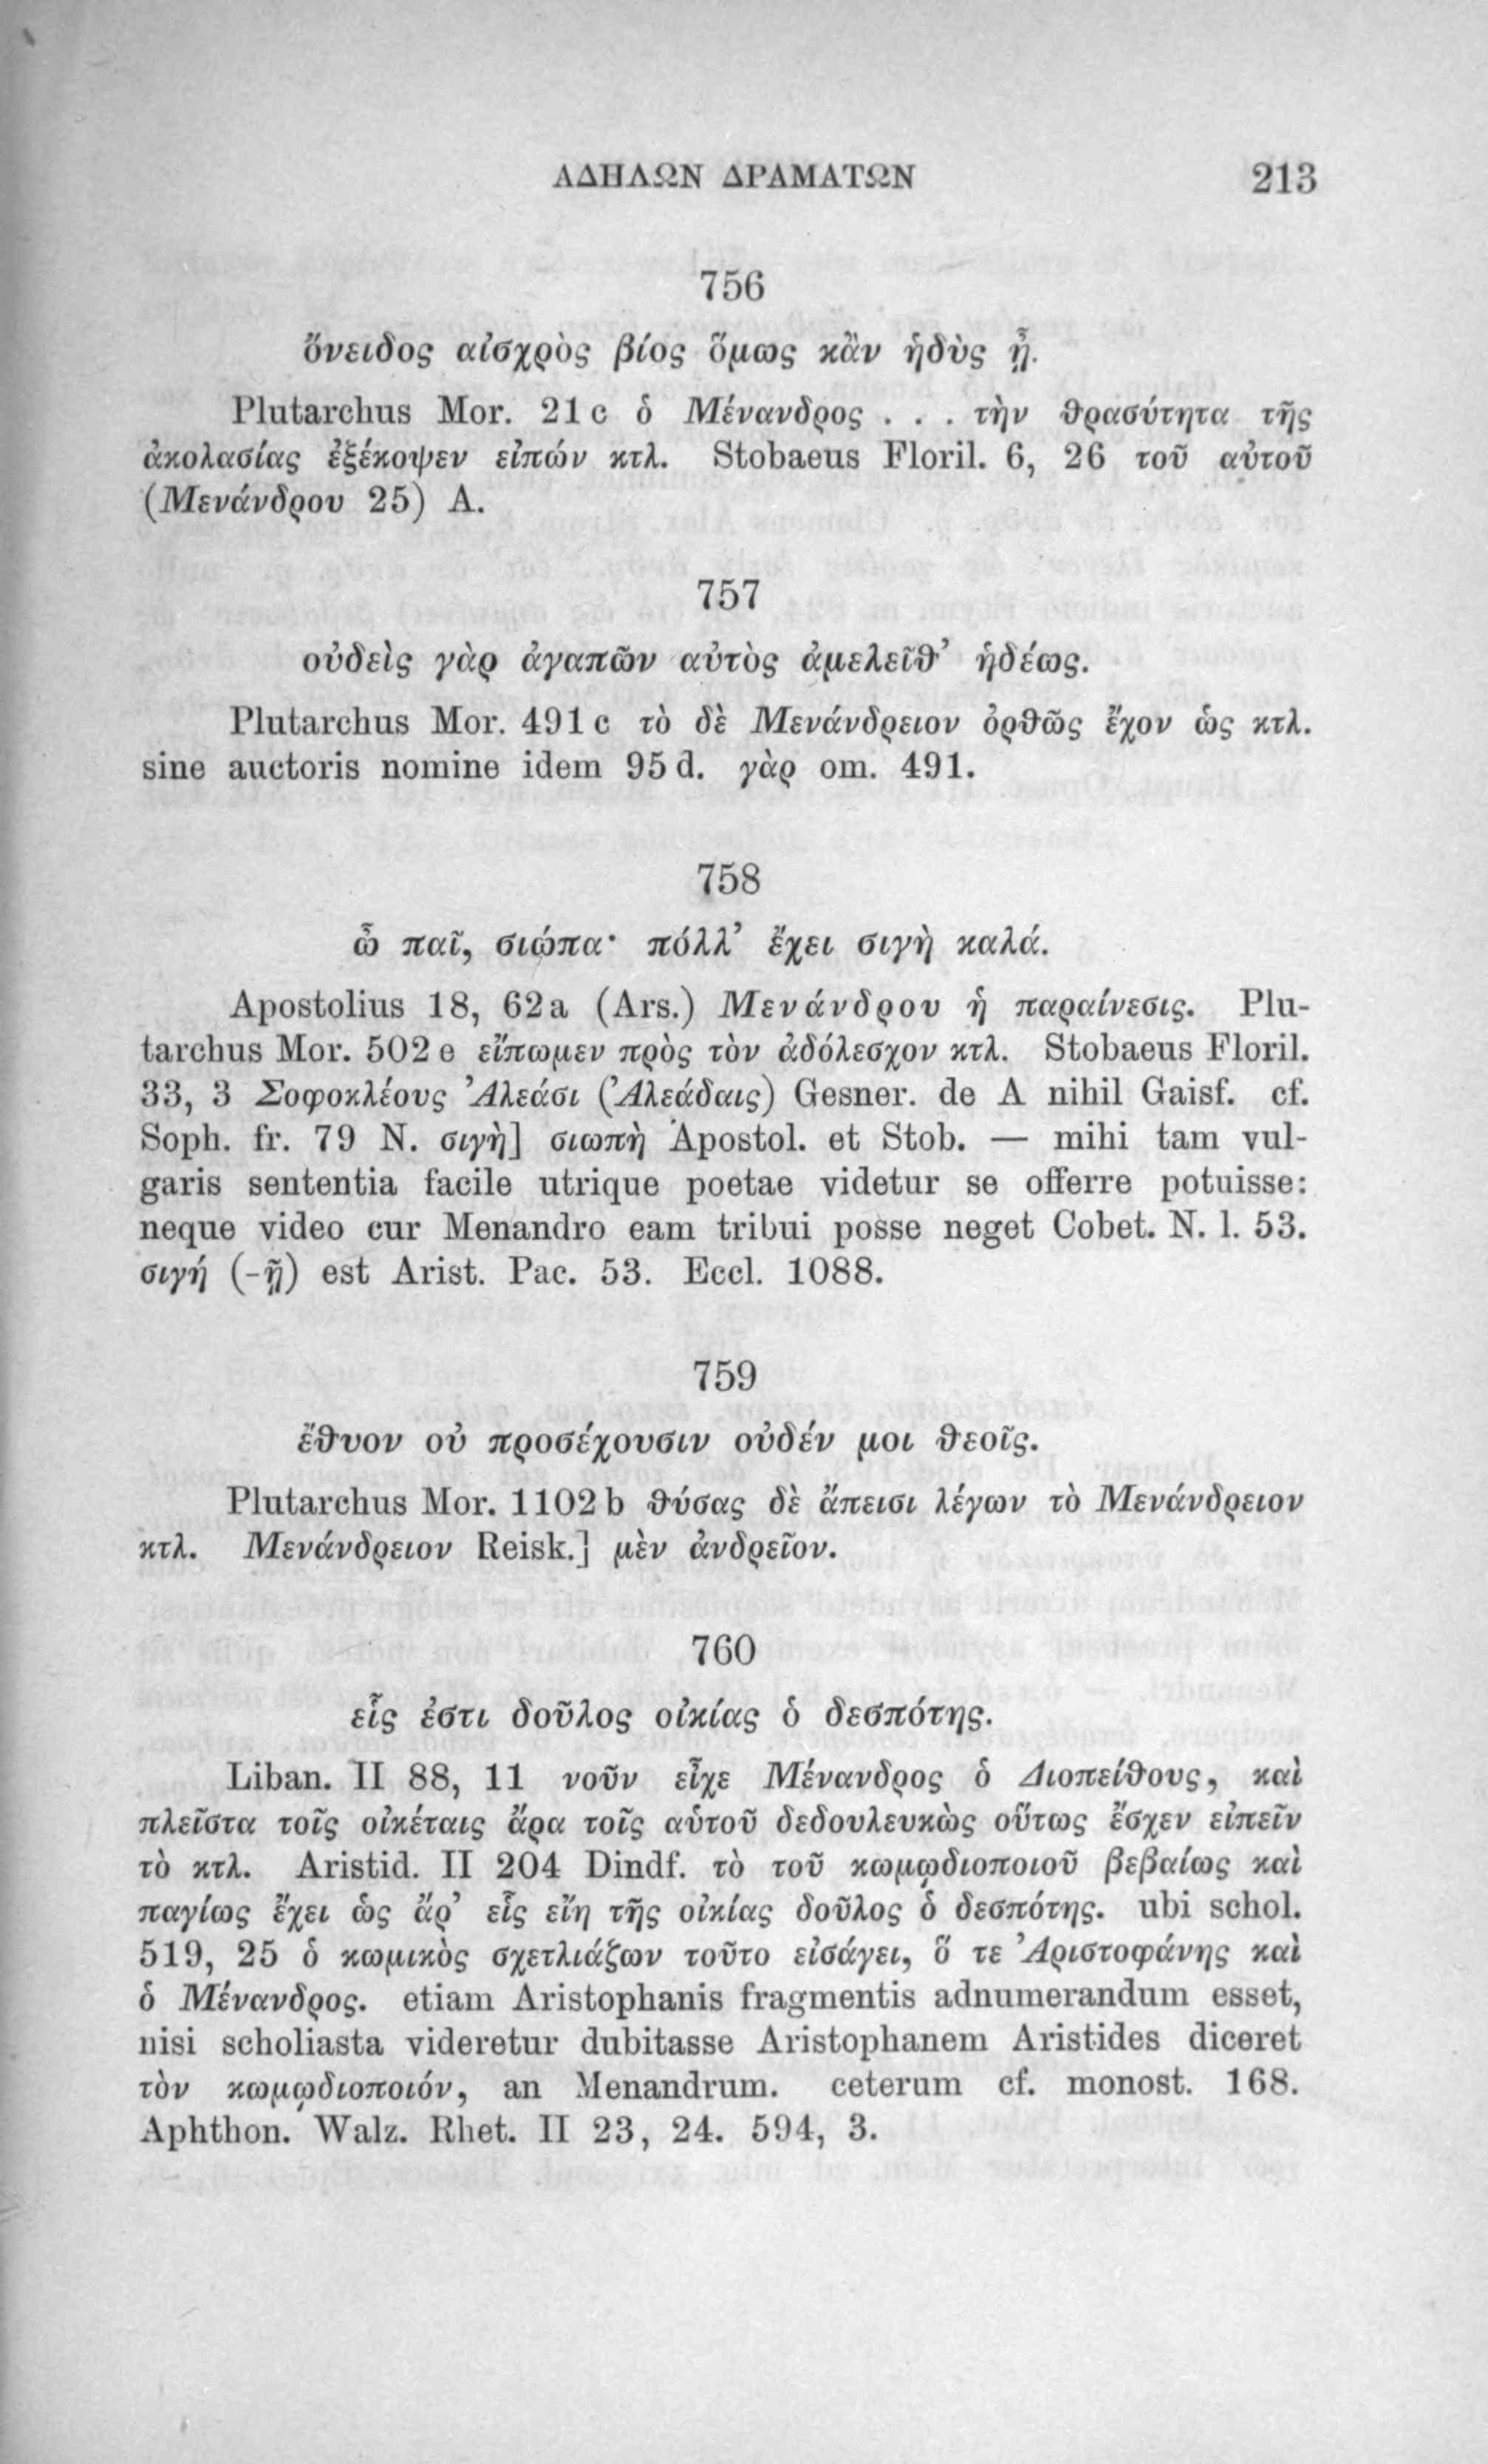 ΑΔΗΛΩΝ ΔΡΑΜΑΤΩΝ 213
756
ὄνειδος αἰσχρὸς βίος ὅμως κἂν ἡδὺς ᾖ.
Plutarchus Mor. 21 c ὁ Μένανδρος . . . τὴν θρασύτητα τῆς
ἀκολασίας ἐξέκοψεν εἰπών κτλ. Stobaeus Floril. 6, 26 τοῦ αὐτοῦ
(Μενάνδρου 25) A.
757
οὐδεὶς γὰρ ἀγαπῶν αὐτὸς ἀμελεῖθ’ ἡδέως.
Plutarchus Mor. 491 c τὸ δὲ Μενάνδρειον ὀρθῶς ἔχον ὡς κτλ.
sine auctoris nomine idem 95 d. γὰρ om. 491.
758
ὦ παῖ, σιώπα· πόλλ’ ἔχει σιγὴ καλά.
Apostolius 18, 62 a (Ars.) Μενάνδρου ἡ παραίνεσις. Plu-
tarchus Mor. 502 e εἴπωμεν πρὸς τὸν ἀδόλεσχον κτλ. Stobaeus Floril.
33, 3 Σοφοκλέους Ἀλεάσι (Ἀλεάδαις) Gesner. de A nihil Gaisf. cf.
Soph. fr. 79 N. σιγὴ] σιωπὴ Apostol. et Stob. — mihi tam vul-
garis sententia facile utrique poetae videtur se offerre potuisse:
neque video cur Menandro eam tribui posse neget Cobet. N. l. 53.
σιγή (-ῇ) est Arist. Pac. 53. Eccl. 1088.
759
ἔθυον οὐ προσέχουσιν οὐδέν μοι θεοῖς.
Plutarchus Mor. 1102 b θύσας δὲ ἄπεισι λέγων τὸ Μενάνδρειον
κτλ. Μενάνδρειον Reisk.] μὲν ἀνδρεῖον.
760
εἷς ἐστι δοῦλος οἰκίας ὁ δεσπότης.
Liban. II 88, 11 νοῦν εἶχε Μένανδρος ὁ Διοπείθους, καὶ
πλεῖστα τοῖς οἰκέταις ἄρα τοῖς αὑτοῦ δεδουλευκὼς οὕτως ἔσχεν εἰπεῖν
τὸ κτλ. Aristid. II 204 Dindf. τὸ τοῦ κωμῳδιοποιοῦ βεβαίως καὶ
παγίως ἔχει ὡς ἄρ’ εἷς εἴη τῆς οἰκίας δοῦλος ὁ δεσπότης. ubi schol.
519, 25 ὁ κωμικὸς σχετλιάζων τοῦτο εἰσάγει, ὅ τε Ἀριστοφάνης καὶ
ὁ Μένανδρος. etiam Aristophanis fragmentis adnumerandum esset,
nisi scholiasta videretur dubitasse Aristophanem Aristides diceret
τὸν κωμῳδιοποιόν, an Menandrum. ceterum cf. monost. 168.
Aphthon. Walz. Rhet. II 23, 24. 594, 3.